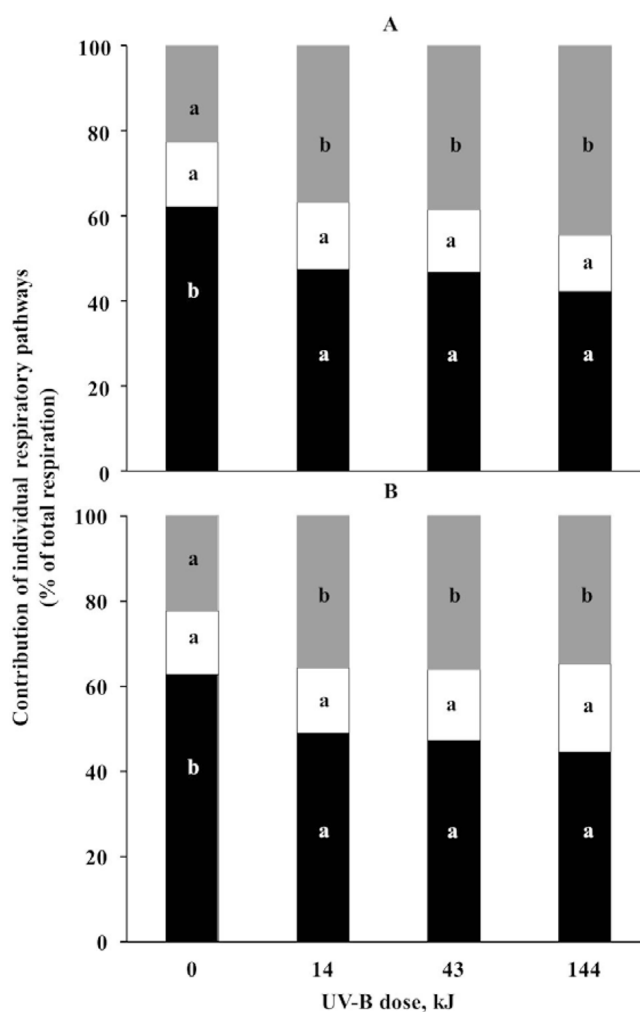 A
Contribution of individual respiratory pathways
(% of total respiration)
100
80
60
40
20
0
a
a
b
b
a
a
b
a
a
b
a
a
B
100
80
60
40
20
0
a
a
b
b
a
a
b
a
a
b
a
a
0 14 43 144
UV-B dose, kJ